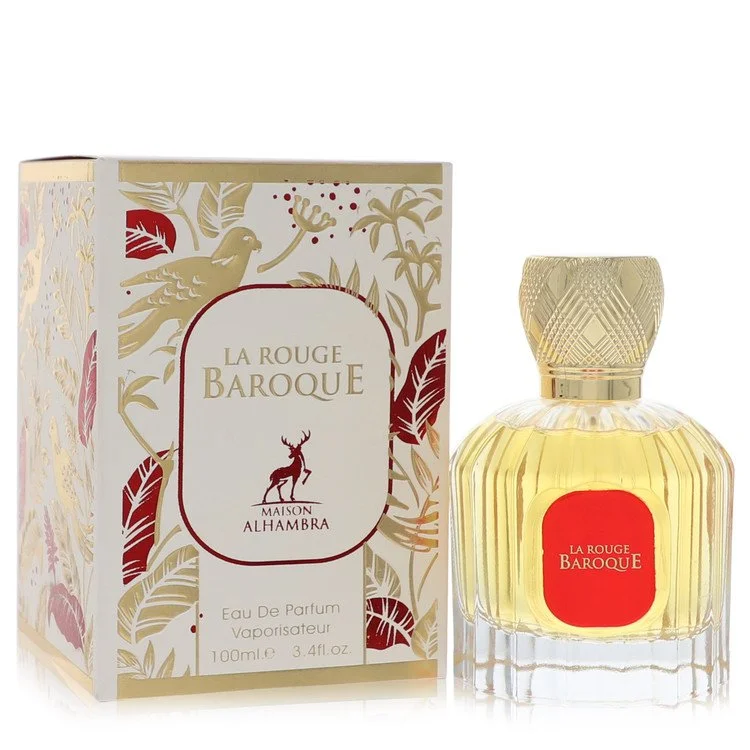 LA ROUGE
BAROQUE
MAISON
ALHAMBRA
Eau De Parfum
Vaporisateur
100ml.e 3.4fl.oz.
LA ROUGE
BAROQUE